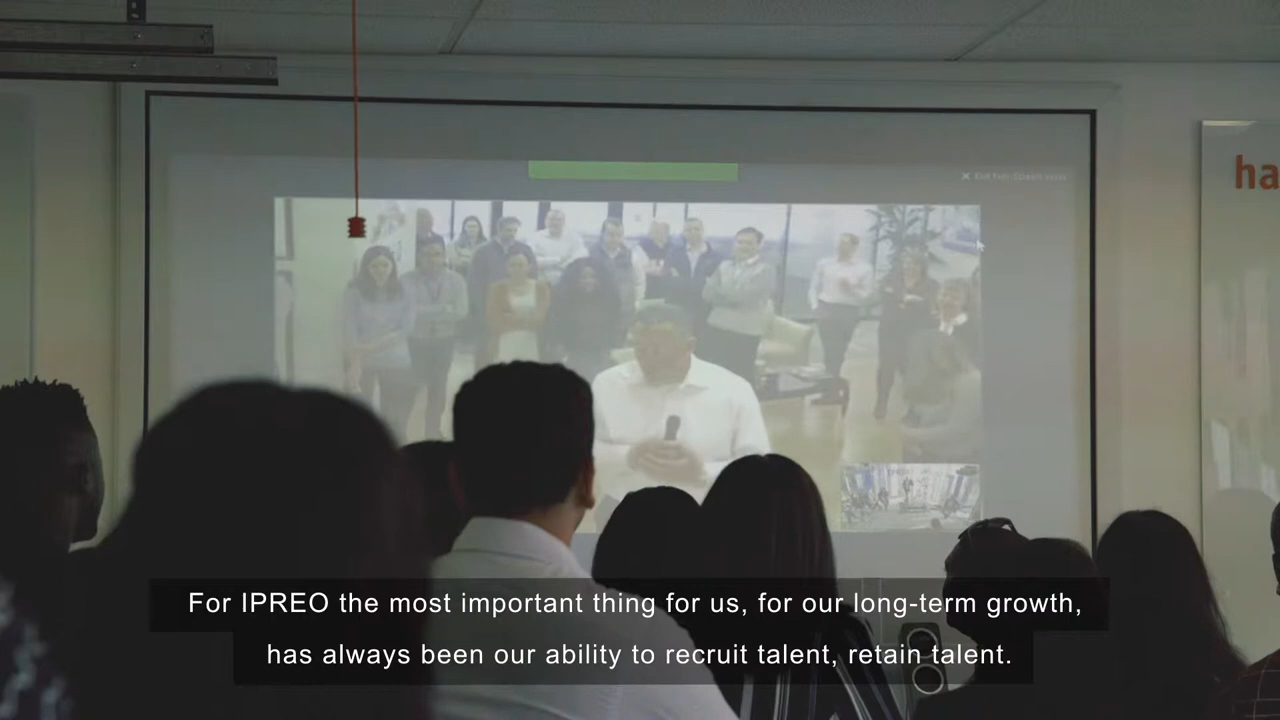 ha
For IPREO the most important thing for us, for our long-term growth,
has always been our ability to recruit talent, retain talent.